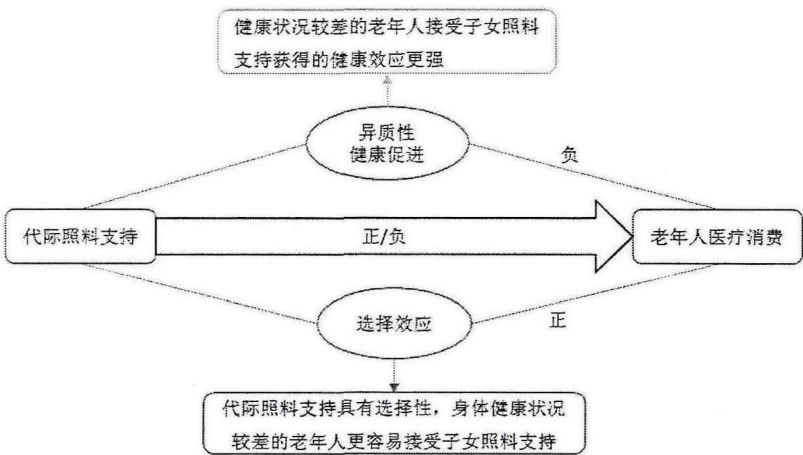 健康状况较差的老年人接受子女照料
支持获得的健康效应更强
异质性
健康促进
负
代际照料支持
正/负
老年人医疗消费
选择效应
正
代际照料支持具有选择性，身体健康状况
较差的老年人更容易接受子女照料支持